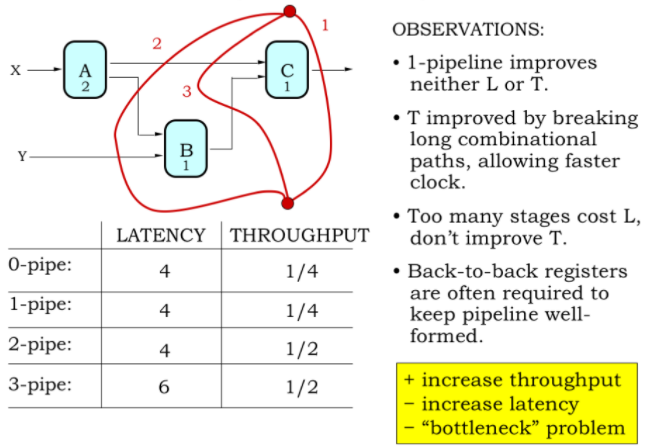 1
2
X
A
2
C
1
3
Y
B
1
LATENCY THROUGHPUT
0-pipe: 4 1/4
1-pipe: 4 1/4
2-pipe: 4 1/2
3-pipe: 6 1/2
OBSERVATIONS:
• 1-pipeline improves
neither L or T.
• T improved by breaking
long combinational
paths, allowing faster
clock.
• Too many stages cost L,
don't improve T.
• Back-to-back registers
are often required to
keep pipeline well-
formed.
+ increase throughput
− increase latency
− “bottleneck” problem